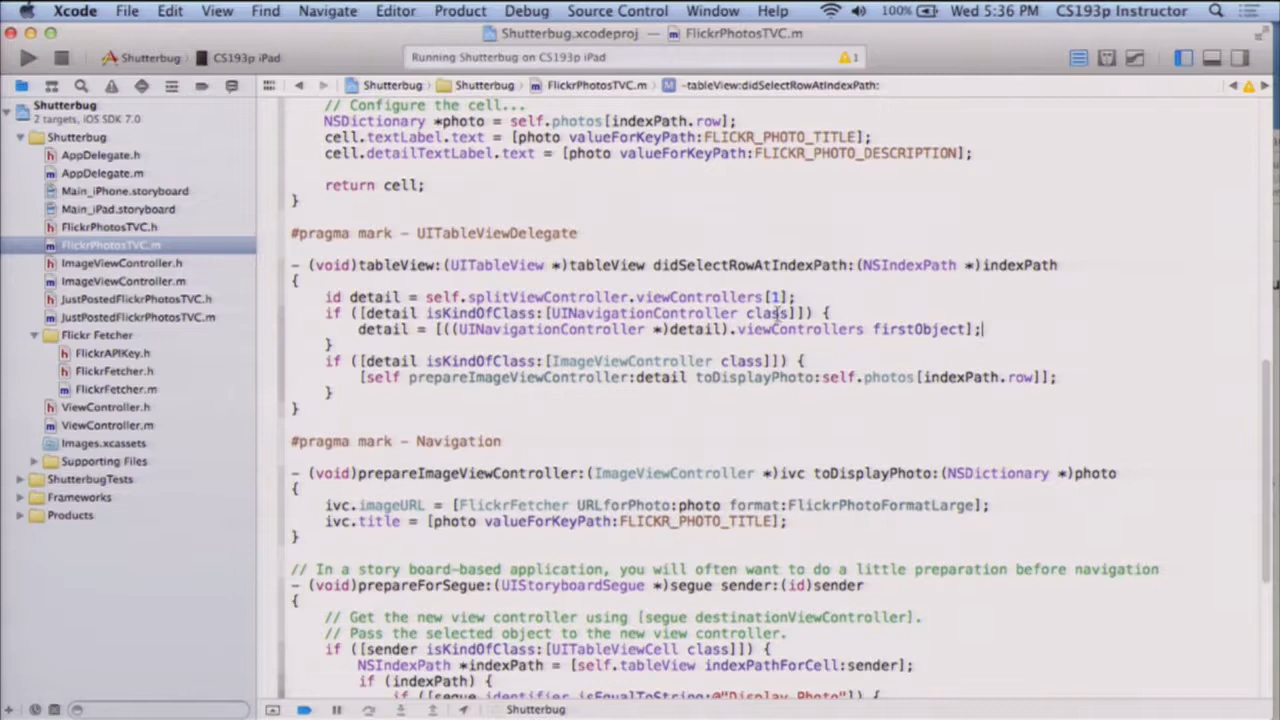 Xcode File Edit View Find Navigate Editor Product Debug Source Control Window Help 100% Wed 5:36 PM CS193p Instructor
Shutterbug.xcodeproj — FlickrPhotosTVC.m
Shutterbug CS193p iPad Running Shutterbug on CS193p iPad 1
Shutterbug Shutterbug FlickrPhotosTVC.m M -tableView:didSelectRowAtIndexPath:
Shutterbug
2 targets, iOS SDK 7.0
Shutterbug
h AppDelegate.h
m AppDelegate.m
Main_iPhone.storyboard
Main_iPad.storyboard
h FlickrPhotosTVC.h
m FlickrPhotosTVC.m
h ImageViewController.h
m ImageViewController.m
h JustPostedFlickrPhotosTVC.h
m JustPostedFlickrPhotosTVC.m
Flickr Fetcher
h FlickrAPIKey.h
h FlickrFetcher.h
m FlickrFetcher.m
h ViewController.h
m ViewController.m
Images.xcassets
Supporting Files
ShutterbugTests
Frameworks
Products
// Configure the cell...
NSDictionary *photo = self.photos[indexPath.row];
cell.textLabel.text = [photo valueForKeyPath:FLICKR_PHOTO_TITLE];
cell.detailTextLabel.text = [photo valueForKeyPath:FLICKR_PHOTO_DESCRIPTION];
return cell;
}
#pragma mark - UITableViewDelegate
- (void)tableView:(UITableView *)tableView didSelectRowAtIndexPath:(NSIndexPath *)indexPath
{
id detail = self.splitViewController.viewControllers[1];
if ([detail isKindOfClass:[UINavigationController class]]) {
detail = [((UINavigationController *)detail).viewControllers firstObject];
}
if ([detail isKindOfClass:[ImageViewController class]]) {
[self prepareImageViewController:detail toDisplayPhoto:self.photos[indexPath.row]];
}
}
#pragma mark - Navigation
- (void)prepareImageViewController:(ImageViewController *)ivc toDisplayPhoto:(NSDictionary *)photo
{
ivc.imageURL = [FlickrFetcher URLforPhoto:photo format:FlickrPhotoFormatLarge];
ivc.title = [photo valueForKeyPath:FLICKR_PHOTO_TITLE];
}
// In a story board-based application, you will often want to do a little preparation before navigation
- (void)prepareForSegue:(UIStoryboardSegue *)segue sender:(id)sender
{
// Get the new view controller using [segue destinationViewController].
// Pass the selected object to the new view controller.
if ([sender isKindOfClass:[UITableViewCell class]]) {
NSIndexPath *indexPath = [self.tableView indexPathForCell:sender];
if (indexPath) {
if ([segue.identifier isEqualToString:@"Display Photo"]) {
Shutterbug